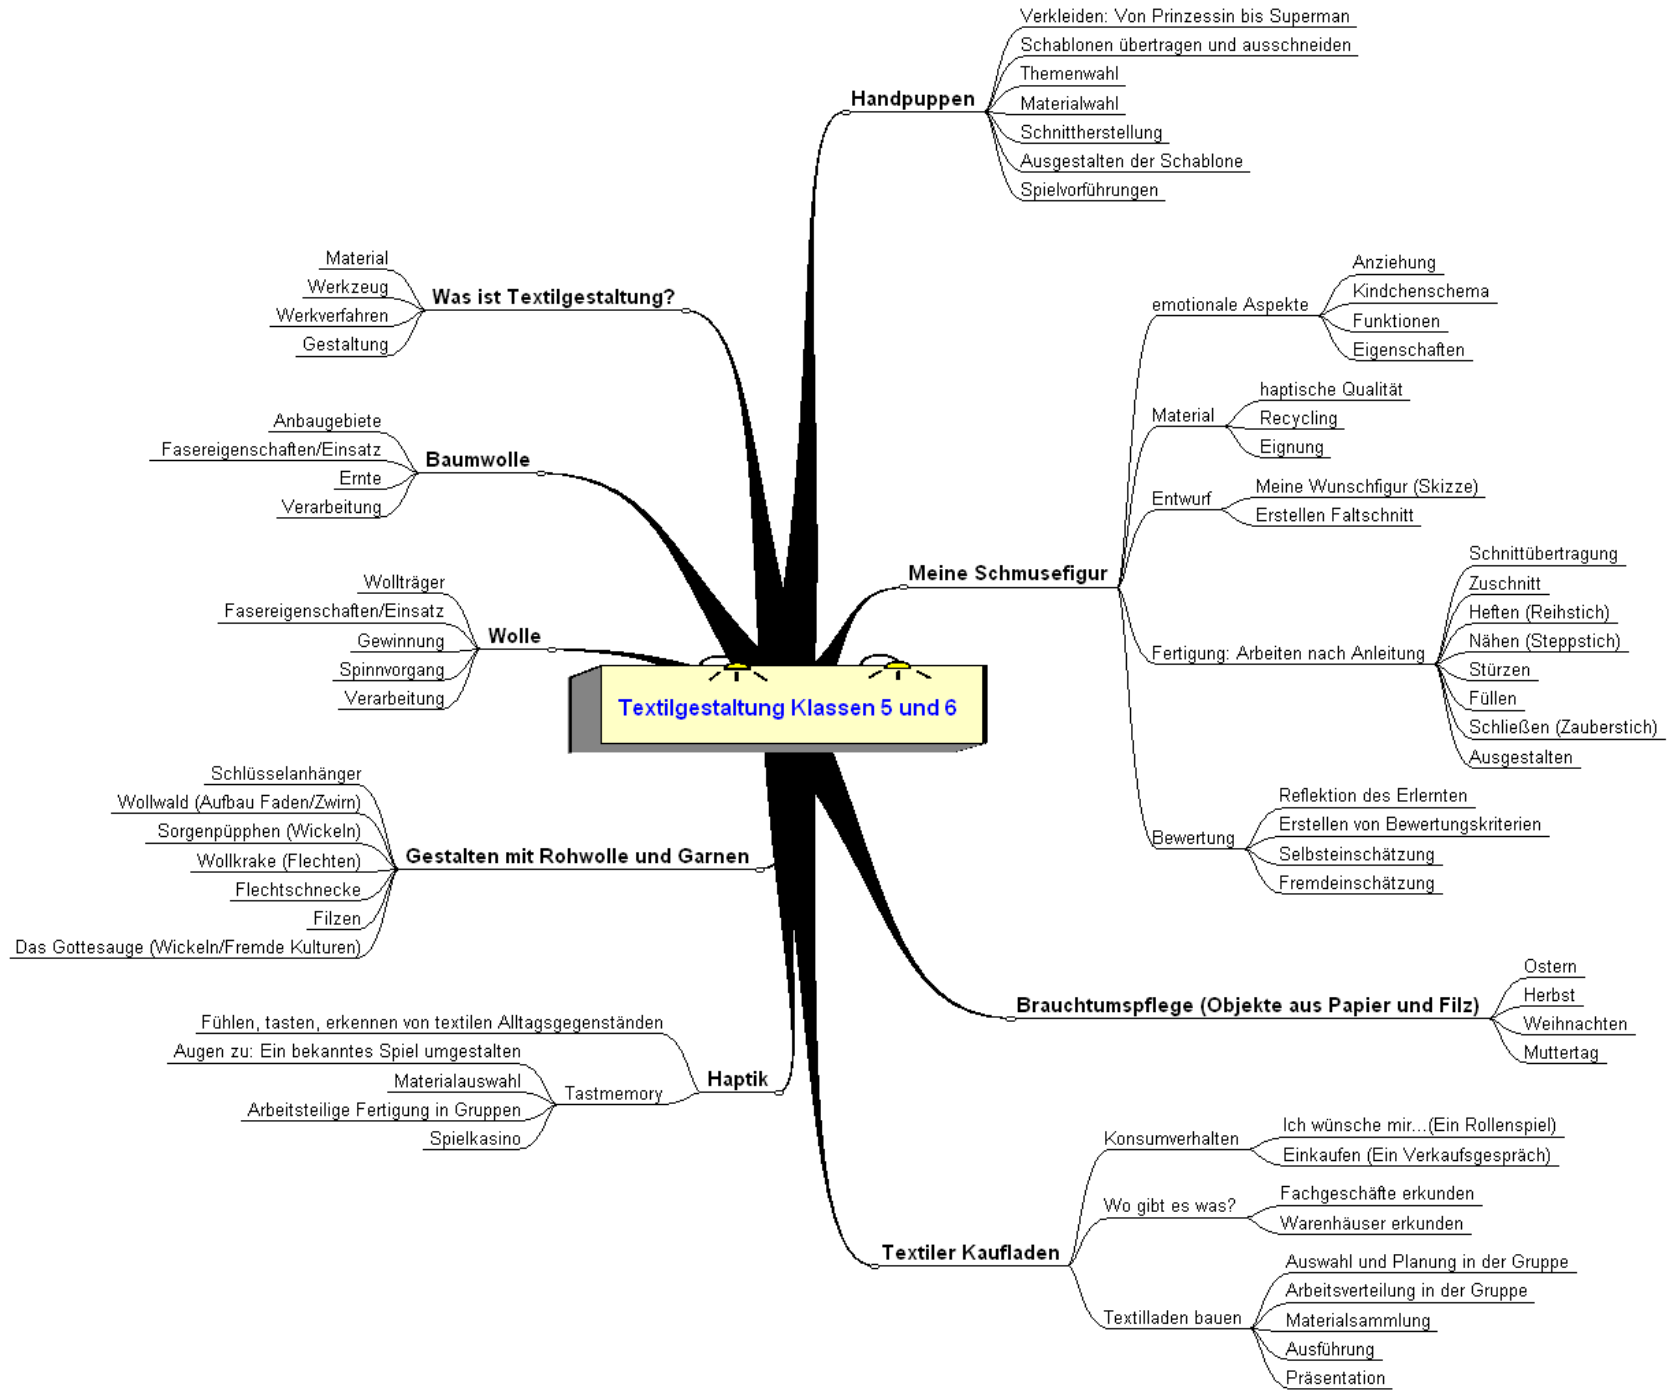 Textilgestaltung Klassen 5 und 6
Handpuppen
Verkleiden: Von Prinzessin bis Superman
Schablonen übertragen und ausschneiden
Themenwahl
Materialwahl
Schnittherstellung
Ausgestalten der Schablone
Spielvorführungen
Meine Schmusefigur
emotionale Aspekte
Anziehung
Kindchenschema
Funktionen
Eigenschaften
Material
haptische Qualität
Recycling
Eignung
Entwurf
Meine Wunschfigur (Skizze)
Erstellen Faltschnitt
Fertigung: Arbeiten nach Anleitung
Schnittübertragung
Zuschnitt
Heften (Reihstich)
Nähen (Steppstich)
Stürzen
Füllen
Schließen (Zauberstich)
Ausgestalten
Bewertung
Reflektion des Erlernten
Erstellen von Bewertungskriterien
Selbsteinschätzung
Fremdeinschätzung
Brauchtumspflege (Objekte aus Papier und Filz)
Ostern
Herbst
Weihnachten
Muttertag
Textiler Kaufladen
Konsumverhalten
Ich wünsche mir...(Ein Rollenspiel)
Einkaufen (Ein Verkaufsgespräch)
Wo gibt es was?
Fachgeschäfte erkunden
Warenhäuser erkunden
Textilladen bauen
Auswahl und Planung in der Gruppe
Arbeitsverteilung in der Gruppe
Materialsammlung
Ausführung
Präsentation
Was ist Textilgestaltung?
Material
Werkzeug
Werkverfahren
Gestaltung
Baumwolle
Anbaugebiete
Fasereigenschaften/Einsatz
Ernte
Verarbeitung
Wolle
Wollträger
Fasereigenschaften/Einsatz
Gewinnung
Spinnvorgang
Verarbeitung
Gestalten mit Rohwolle und Garnen
Schlüsselanhänger
Wollwald (Aufbau Faden/Zwirn)
Sorgenpüpphen (Wickeln)
Wollkrake (Flechten)
Flechtschnecke
Filzen
Das Gottesauge (Wickeln/Fremde Kulturen)
Haptik
Fühlen, tasten, erkennen von textilen Alltagsgegenständen
Tastmemory
Augen zu: Ein bekanntes Spiel umgestalten
Materialauswahl
Arbeitsteilige Fertigung in Gruppen
Spielkasino